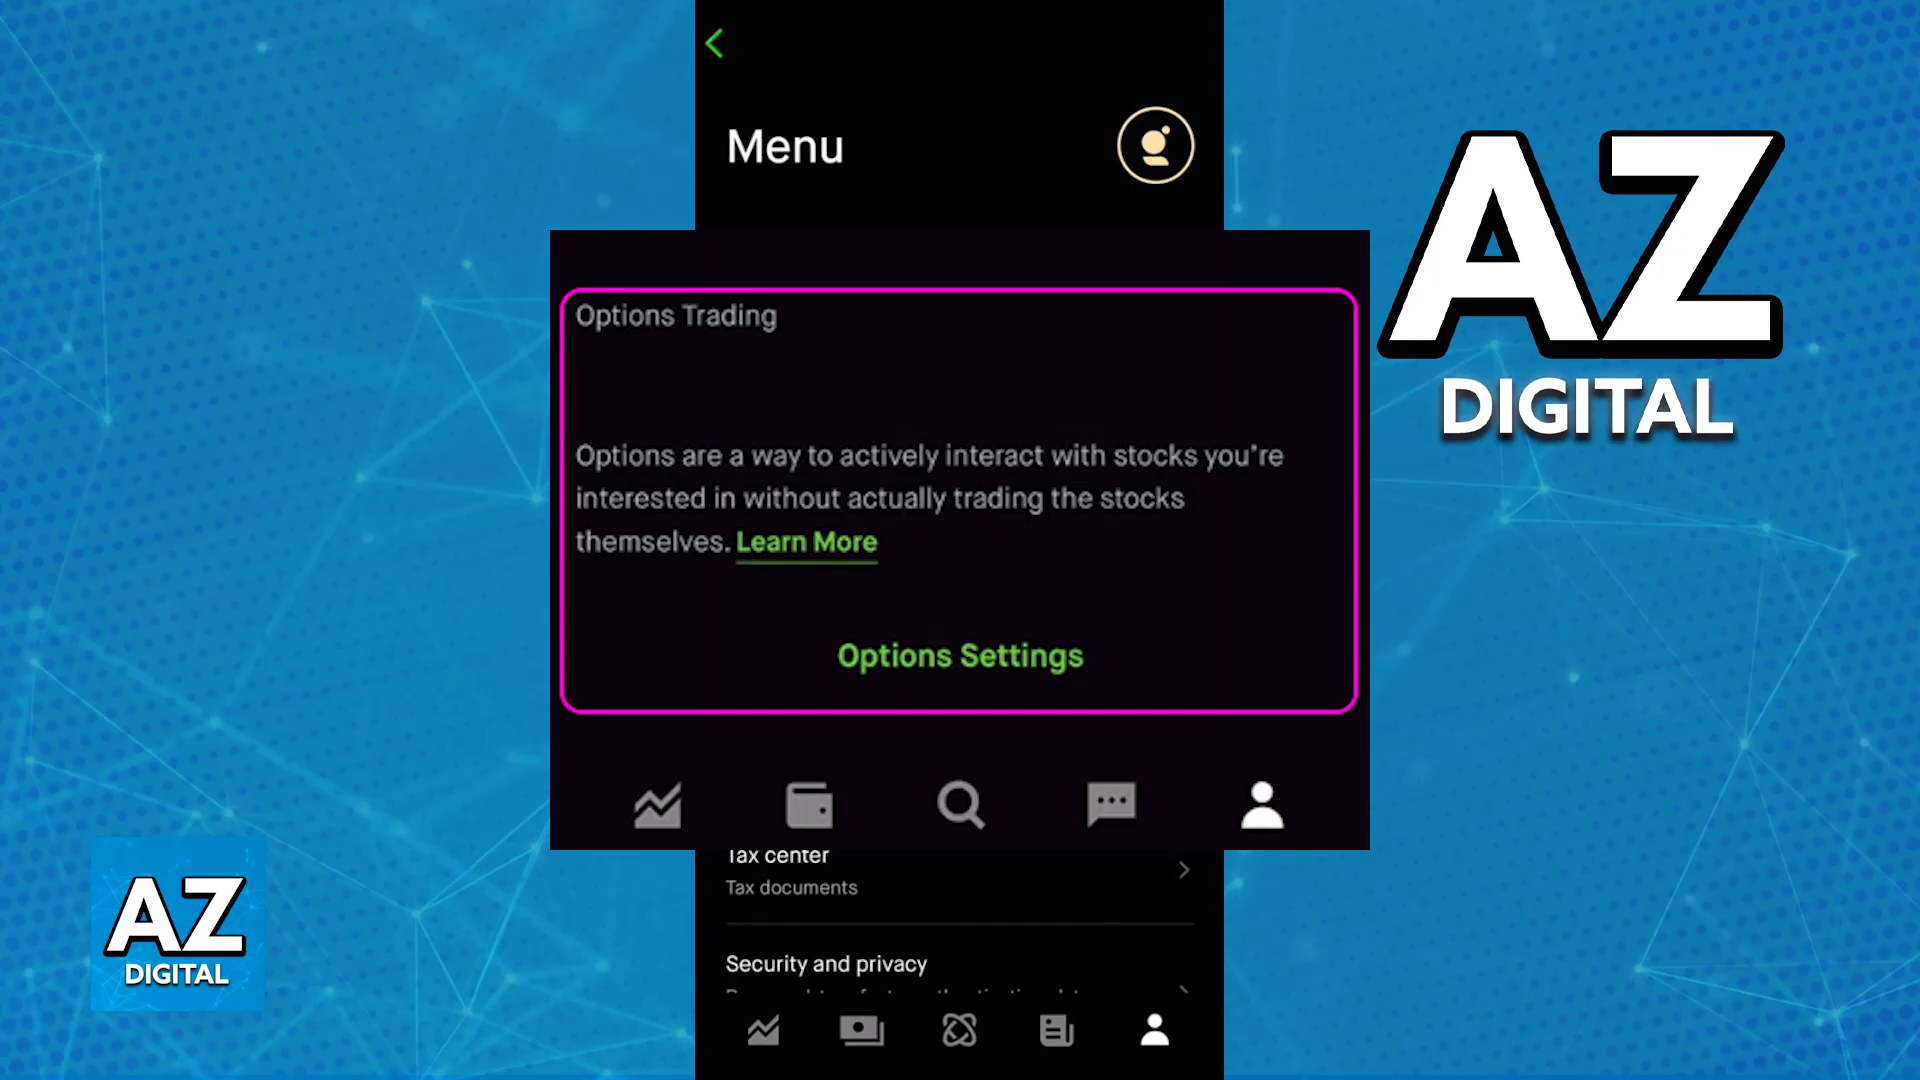 Menu
AZ
DIGITAL
Options Trading
Options are a way to actively interact with stocks you're
interested in without actually trading the stocks
themselves. Learn More
Options Settings
Tax center
Tax documents
Security and privacy
AZ
DIGITAL